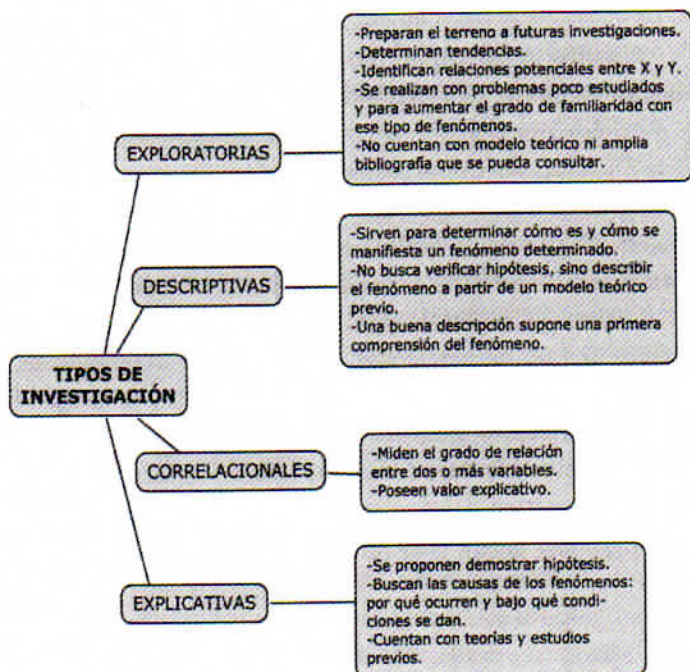 -Preparan el terreno a futuras investigaciones.
-Determinan tendencias.
-Identifican relaciones potenciales entre X y Y.
-Se realizan con problemas poco estudiados
y para aumentar el grado de familiaridad con
ese tipo de fenómenos.
-No cuentan con modelo teórico ni amplia
bibliografía que se pueda consultar.
EXPLORATORIAS
-Sirven para determinar cómo es y cómo se
manifiesta un fenómeno determinado.
-No busca verificar hipótesis, sino describir
el fenómeno a partir de un modelo teórico
previo.
-Una buena descripción supone una primera
comprensión del fenómeno.
DESCRIPTIVAS
TIPOS DE
INVESTIGACIÓN
CORRELACIONALES
-Miden el grado de relación
entre dos o más variables.
-Poseen valor explicativo.
EXPLICATIVAS
-Se proponen demostrar hipótesis.
-Buscan las causas de los fenómenos:
por qué ocurren y bajo qué condi-
ciones se dan.
-Cuentan con teorías y estudios
previos.